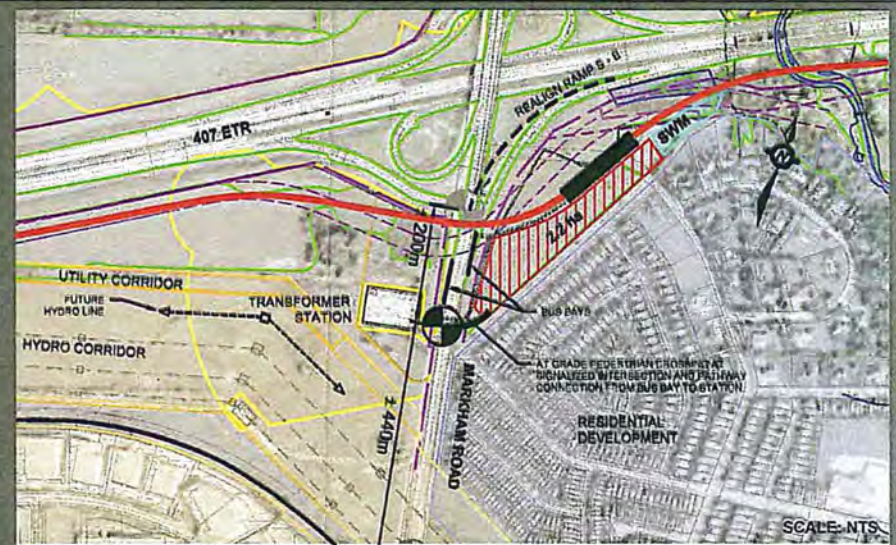 REALIGN RAMP S - E
407 ETR
SWM
2.2 ha
±200m
UTILITY CORRIDOR
FUTURE
HYDRO LINE
TRANSFORMER
STATION
BUS BAYS
HYDRO CORRIDOR
AT GRADE PEDESTRIAN CROSSING AT
SIGNALIZED INTERSECTION AND PATHWAY
CONNECTION FROM BUS BAY TO STATION
MARKHAM ROAD
± 440m
RESIDENTIAL
DEVELOPMENT
SCALE: NTS